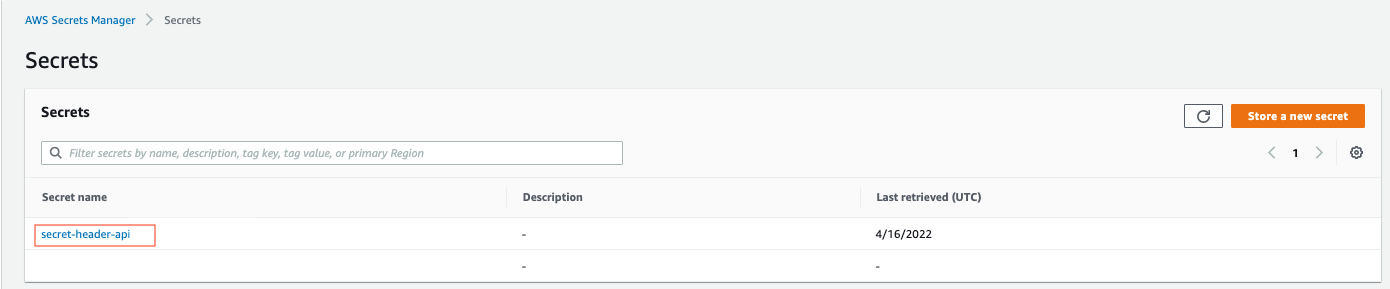 AWS Secrets Manager > Secrets
Secrets
Secrets
Store a new secret
Filter secrets by name, description, tag key, tag value, or primary Region
1
Secret name Description Last retrieved (UTC)
secret-header-api - 4/16/2022
- -